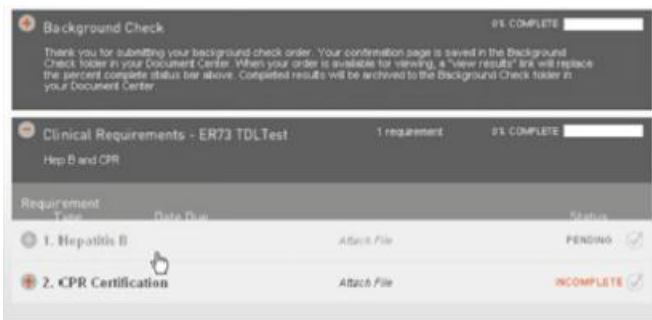 Background Check
0% COMPLETE
Thank you for submitting your background check order. Your confirmation page is saved in the Background
Check folder in your Document Center. When your order is available for viewing, a "view results" link will replace
the percent complete status bar above. Completed results will be archived to the Background Check folder in
your Document Center.
Clinical Requirements - ER73 TDLTest
1 requirement
0% COMPLETE
Hep B and CPR
Requirement
Type
Date Due
Status
1. Hepatitis B
Attach File
PENDING
2. CPR Certification
Attach File
INCOMPLETE